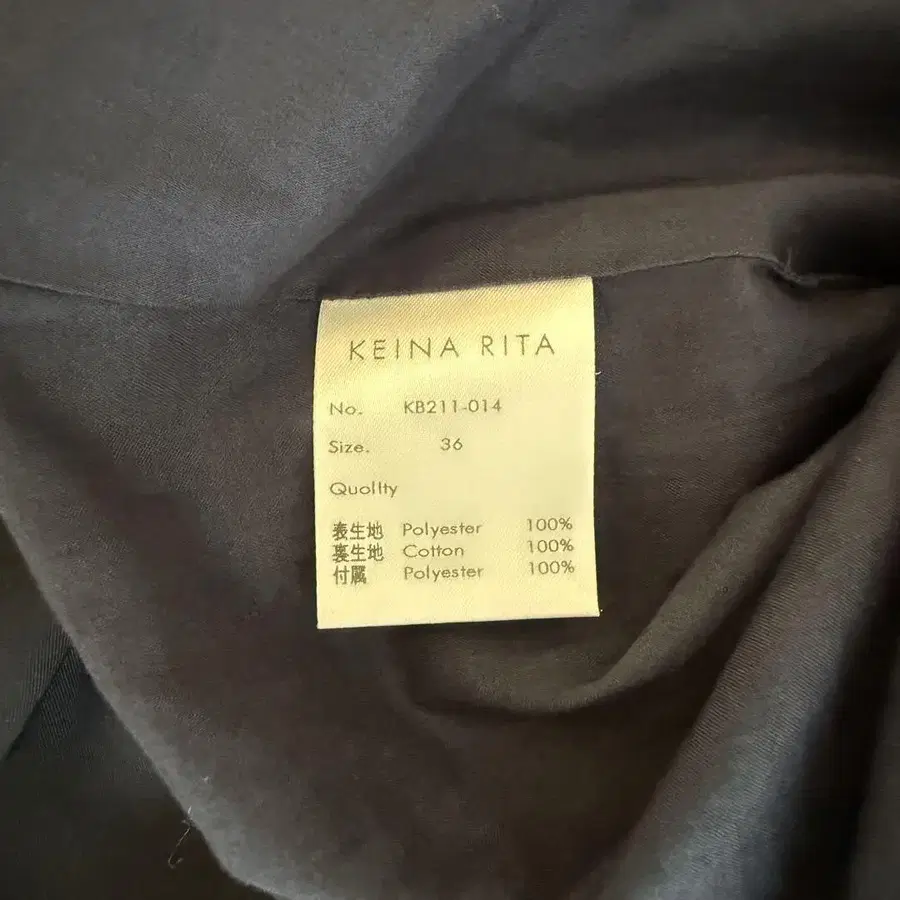 KEINA RITA
No. KB211-014
Size. 36
Quollty
表生地 Polyester 100%
裏生地 Cotton 100%
付属 Polyester 100%